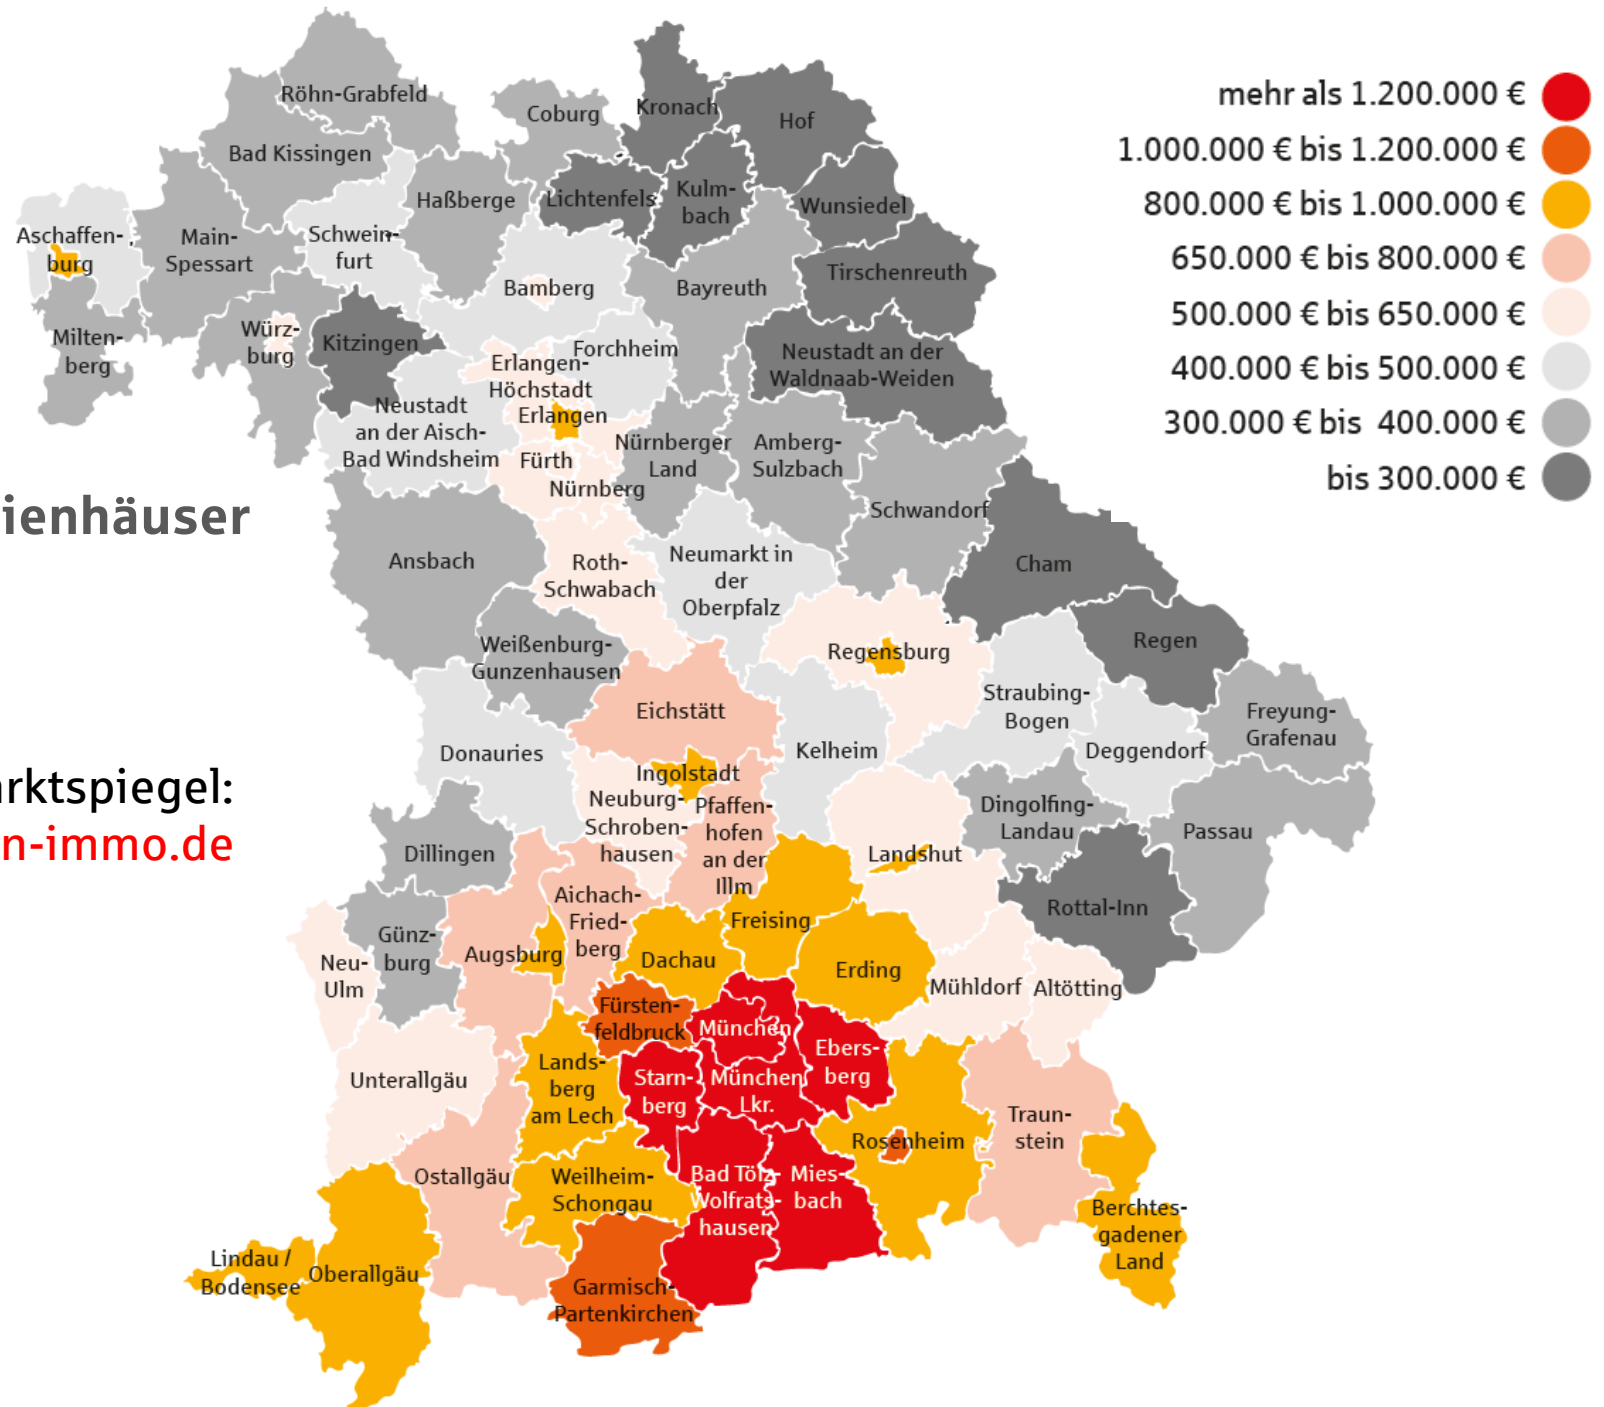 mehr als 1.200.000 €
1.000.000 € bis 1.200.000 €
800.000 € bis 1.000.000 €
650.000 € bis 800.000 €
500.000 € bis 650.000 €
400.000 € bis 500.000 €
300.000 € bis 400.000 €
bis 300.000 €
ienhäuser
rktspiegel:
n-immo.de
Röhn-Grabfeld
Bad Kissingen
Coburg
Kronach
Hof
Haßberge
Lichtenfels
Kulm-
bach
Wunsiedel
Aschaffen-
burg
Main-
Spessart
Schwein-
furt
Bamberg
Bayreuth
Tirschenreuth
Milten-
berg
Würz-
burg
Kitzingen
Erlangen-
Höchstadt
Forchheim
Neustadt an der
Waldnaab-Weiden
Neustadt
an der Aisch-
Bad Windsheim
Erlangen
Fürth
Nürnberg
Nürnberger
Land
Amberg-
Sulzbach
Schwandorf
Ansbach
Roth-
Schwabach
Neumarkt in
der
Oberpfalz
Cham
Weißenburg-
Gunzenhausen
Regensburg
Regen
Eichstätt
Straubing-
Bogen
Freyung-
Grafenau
Donauries
Kelheim
Deggendorf
Ingolstadt
Neuburg-
Schroben-
hausen
Pfaffen-
hofen
an der
Illm
Dingolfing-
Landau
Passau
Dillingen
Landshut
Aichach-
Fried-
berg
Rottal-Inn
Freising
Günz-
burg
Augsburg
Dachau
Erding
Neu-
Ulm
Mühldorf
Altötting
Fürsten-
feldbruck
München
Ebers-
berg
Unterallgäu
Lands-
berg
am Lech
Starn-
berg
München
Lkr.
Rosenheim
Traun-
stein
Ostallgäu
Weilheim-
Schongau
Bad Tölz-
Wolfrats-
hausen
Mies-
bach
Berchtes-
gadener
Land
Lindau /
Bodensee
Oberallgäu
Garmisch-
Partenkirchen